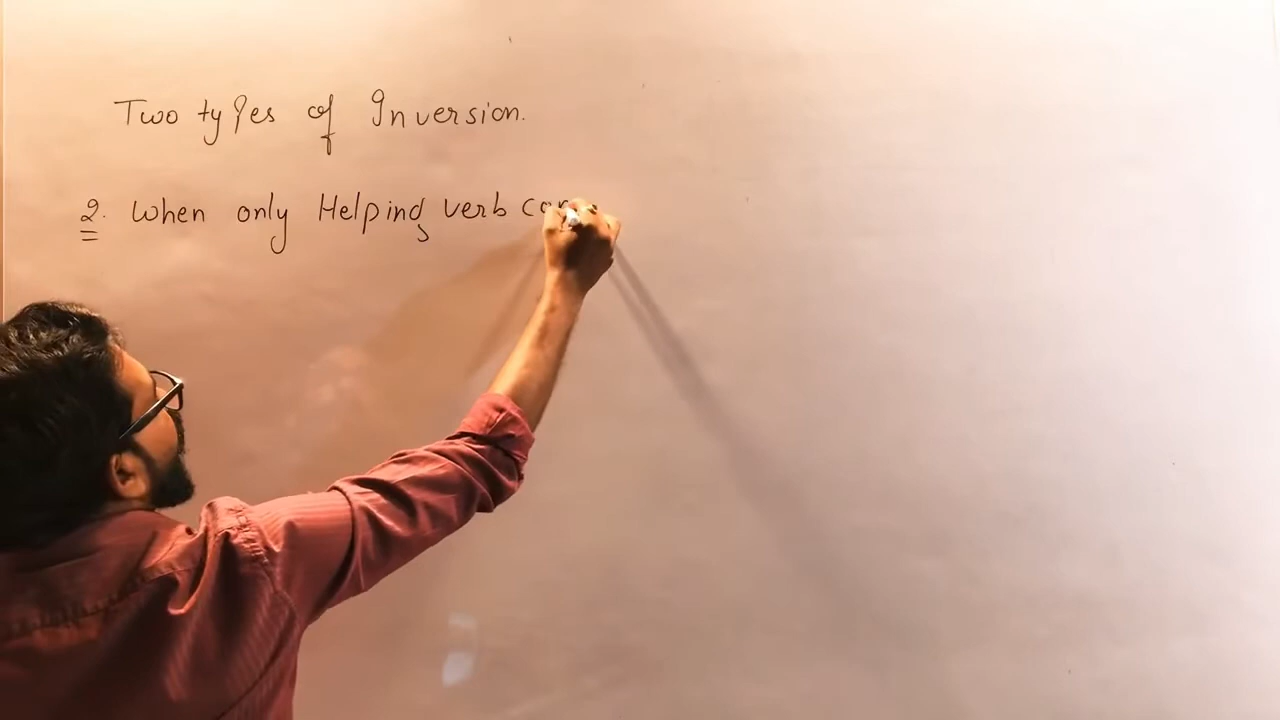 Two types of Inversion.
2. When only Helping verb